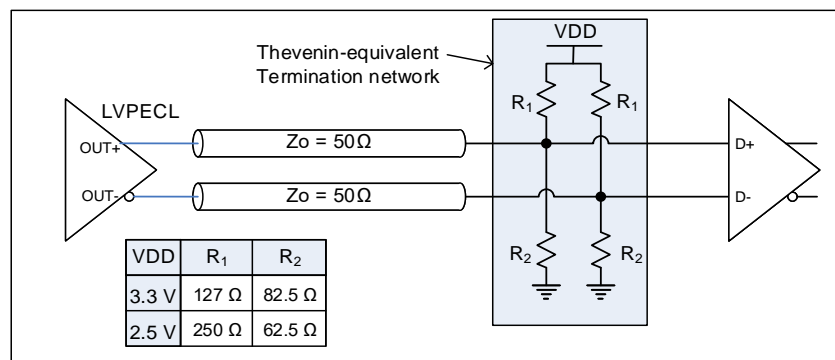 VDD
Thevenin-equivalent
Termination network
R₁ R₁
LVPECL
OUT+
Zo = 50Ω
D+
OUT-
Zo = 50Ω
D-
R₂ R₂
VDD R₁ R₂
3.3 V 127 Ω 82.5 Ω
2.5 V 250 Ω 62.5 Ω